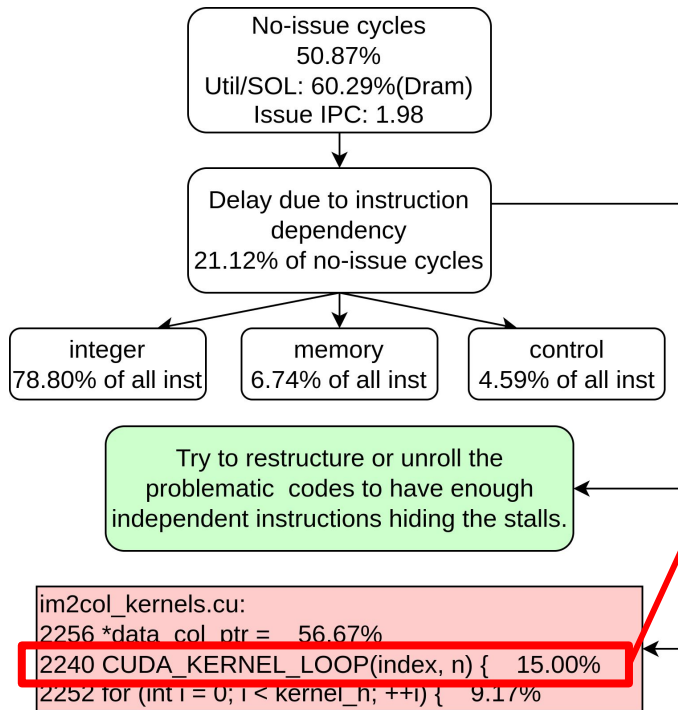 No-issue cycles
50.87%
Util/SOL: 60.29%(Dram)
Issue IPC: 1.98
Delay due to instruction
dependency
21.12% of no-issue cycles
integer
78.80% of all inst
memory
6.74% of all inst
control
4.59% of all inst
Try to restructure or unroll the
problematic codes to have enough
independent instructions hiding the stalls.
im2col_kernels.cu:
2256 *data_col_ptr = 56.67%
2240 CUDA_KERNEL_LOOP(index, n) { 15.00%
2252 for (int i = 0; i < kernel_h; ++i) { 9.17%